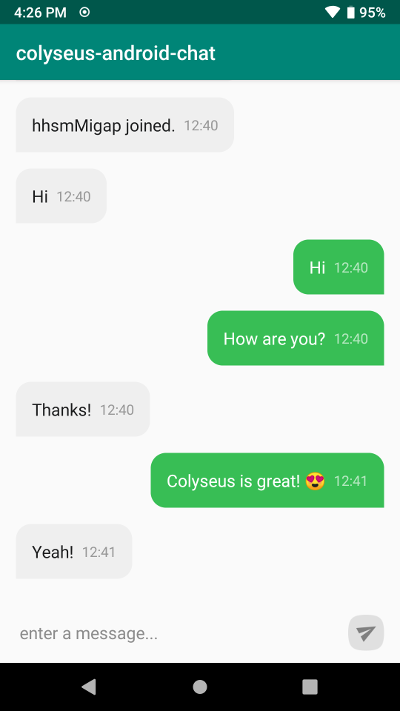 4:26 PM 95%
colyseus-android-chat
hhsmMigap joined. 12:40
Hi 12:40
Hi 12:40
How are you? 12:40
Thanks! 12:40
Colyseus is great! 😍 12:41
Yeah! 12:41
enter a message...